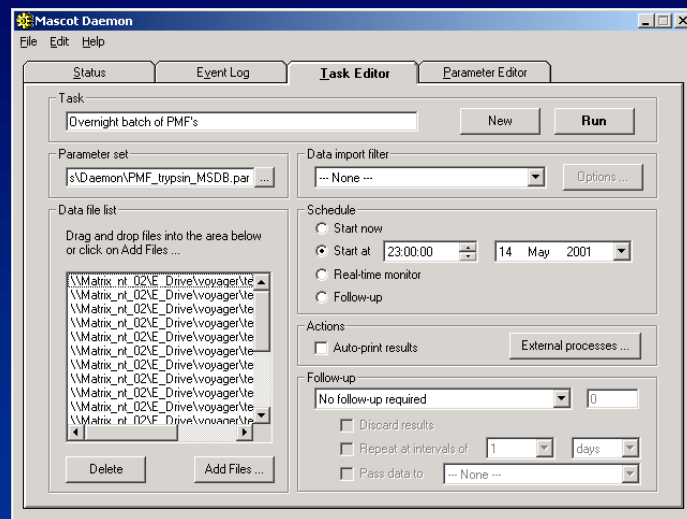 Mascot Daemon
File Edit Help
Status Event Log Task Editor Parameter Editor
Task
Overnight batch of PMF's
New Run
Parameter set
s\Daemon\PMF_trypsin_MSDB.par ...
Data import filter
--- None ---
Options ...
Data file list
Drag and drop files into the area below
or click on Add Files ...
\\Matrix_nt_02\E_Drive\voyager\te
\\Matrix_nt_02\E_Drive\voyager\te
\\Matrix_nt_02\E_Drive\voyager\te
\\Matrix_nt_02\E_Drive\voyager\te
\\Matrix_nt_02\E_Drive\voyager\te
\\Matrix_nt_02\E_Drive\voyager\te
\\Matrix_nt_02\E_Drive\voyager\te
\\Matrix_nt_02\E_Drive\voyager\te
\\Matrix_nt_02\E_Drive\voyager\te
\\Matrix_nt_02\E_Drive\voyager\te
\\Matrix_nt_02\E_Drive\voyager\te
Delete Add Files ...
Schedule
Start now
Start at 23:00:00 14 May 2001
Real-time monitor
Follow-up
Actions
Auto-print results
External processes ...
Follow-up
No follow-up required 0
Discard results
Repeat at intervals of 1 days
Pass data to --- None ---